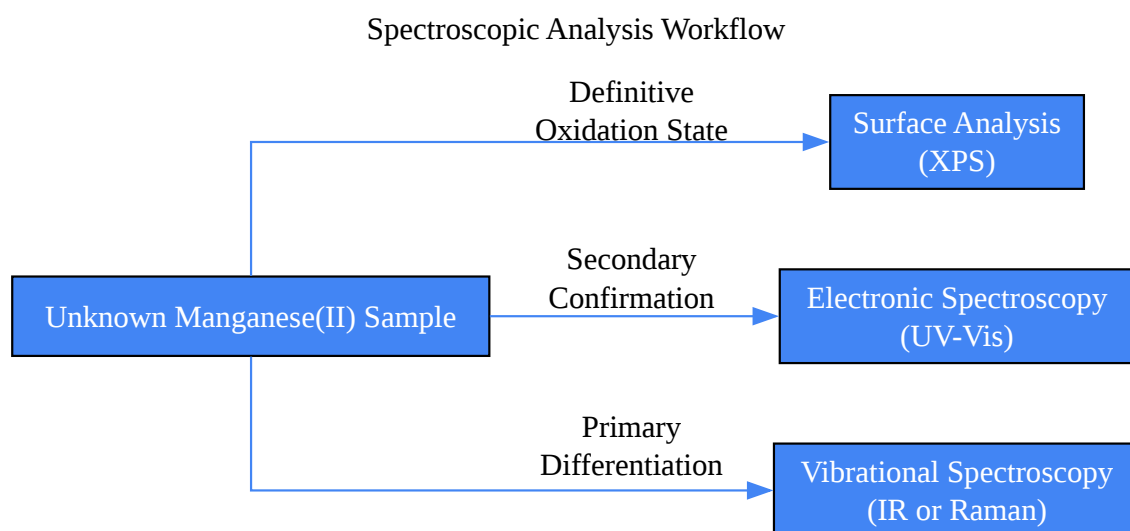 Spectroscopic Analysis Workflow
Definitive
Oxidation State
Surface Analysis
(XPS)
Unknown Manganese(II) Sample
Secondary
Confirmation
Electronic Spectroscopy
(UV-Vis)
Primary
Differentiation
Vibrational Spectroscopy
(IR or Raman)